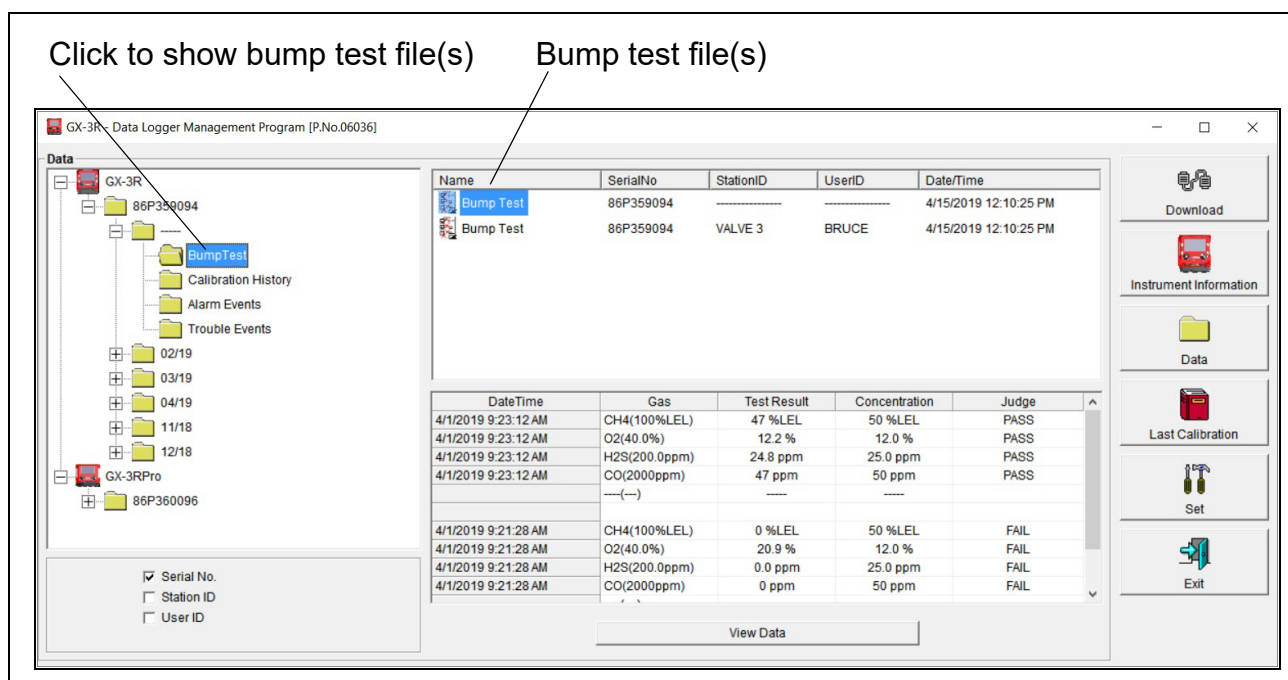 Click to show bump test file(s) Bump test file(s)
GX-3R - Data Logger Management Program [P.No.06036]
Data
GX-3R
86P359094
-----
BumpTest
Calibration History
Alarm Events
Trouble Events
02/19
03/19
04/19
11/18
12/18
GX-3RPro
86P360096
Serial No.
Station ID
User ID
Name SerialNo StationID UserID Date/Time
Bump Test 86P359094 ---------------- ---------------- 4/15/2019 12:10:25 PM
Bump Test 86P359094 VALVE 3 BRUCE 4/15/2019 12:10:25 PM
DateTime Gas Test Result Concentration Judge
4/1/2019 9:23:12 AM CH4(100%LEL) 47 %LEL 50 %LEL PASS
4/1/2019 9:23:12 AM O2(40.0%) 12.2 % 12.0 % PASS
4/1/2019 9:23:12 AM H2S(200.0ppm) 24.8 ppm 25.0 ppm PASS
4/1/2019 9:23:12 AM CO(2000ppm) 47 ppm 50 ppm PASS
----(---) ----- -----
4/1/2019 9:21:28 AM CH4(100%LEL) 0 %LEL 50 %LEL FAIL
4/1/2019 9:21:28 AM O2(40.0%) 20.9 % 12.0 % FAIL
4/1/2019 9:21:28 AM H2S(200.0ppm) 0.0 ppm 25.0 ppm FAIL
4/1/2019 9:21:28 AM CO(2000ppm) 0 ppm 50 ppm FAIL
View Data
Download
Instrument Information
Data
Last Calibration
Set
Exit